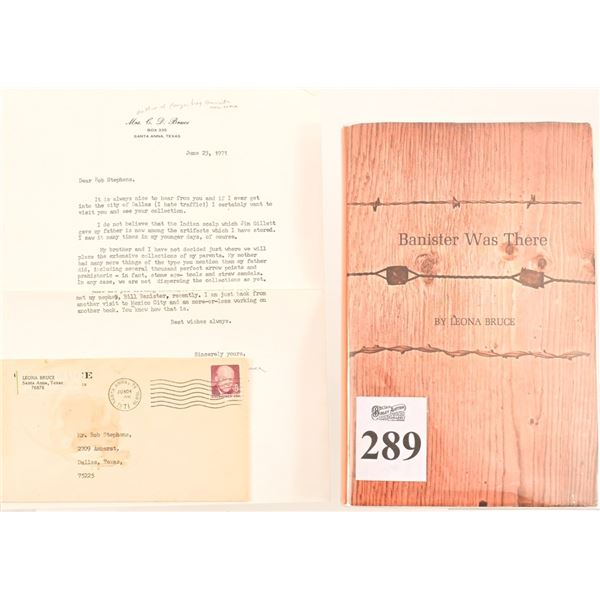 Mrs. C. D. Bruce
BOX 335
SANTA ANNA, TEXAS
June 23, 1971
Dear Bob Stephens,
It is always nice to hear from you and if I ever get
into the city of Dallas (I hate traffic!) I certainly want to
visit you and see your collection.
I do not believe that the Indian scalp which Jim Gillett
gave my father is now among the artifacts which I have stored.
I saw it many times in my younger days, of course.
My brother and I have not decided just where we will
place the extensive collections of my parents. My mother
had many more things of the type you mention than my father
did, including several thousand perfect arrow points and
prehistoric - in fact, stone age- tools and straw sandals.
In any case, we are not dispersing the collections as yet.
met my nephew, Bill Banister, recently. I am just back from
another visit to Mexico City and am more-or-less working on
another book. You know how that is.
Best wishes always.
Sincerely yours,
LEONA BRUCE
SANTA ANNA, TEXAS
76878
Mr. Bob Stephens,
2709 Amherst,
Dallas, Texas,
75225
Banister Was There
BY LEONA BRUCE
289